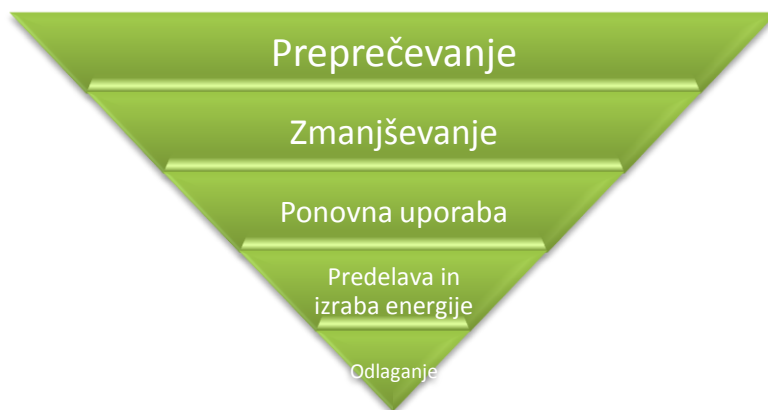 Preprečevanje
Zmanjševanje
Ponovna uporaba
Predelava in
izraba energije
Odlaganje